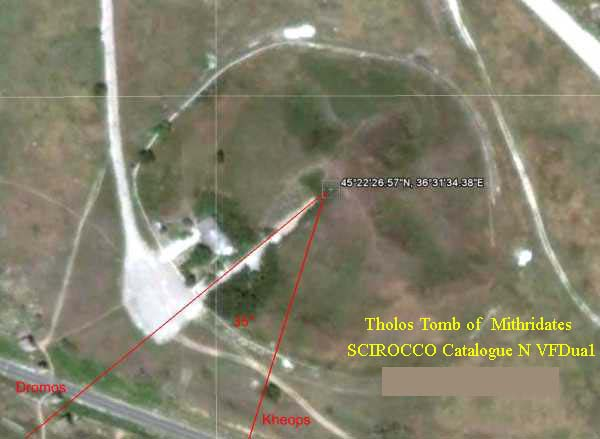 45°22'26.57"N, 36°31'34.38"E
Tholos Tomb of Mithridates
35°
SCIROCCO Catalogue N VFDua1
Dromos
Kheops